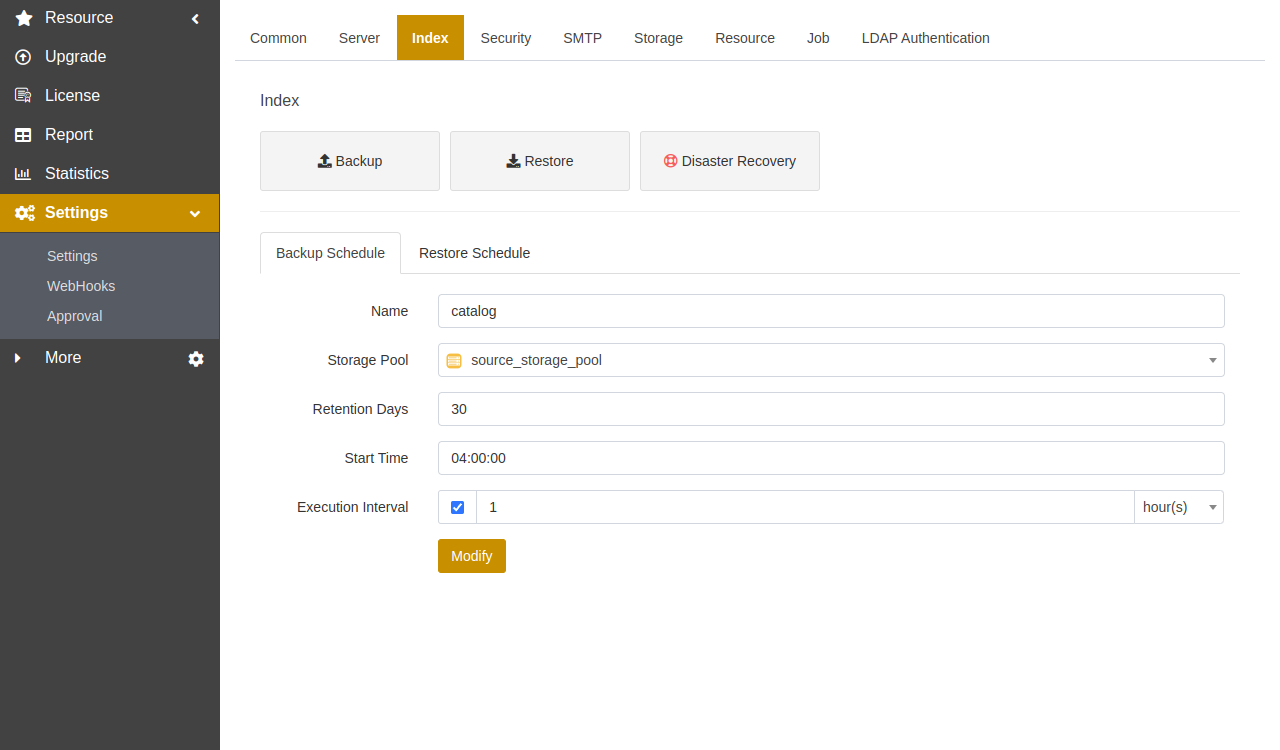 Resource
Upgrade
License
Report
Statistics
Settings
Settings
WebHooks
Approval
More
Common Server Index Security SMTP Storage Resource Job LDAP Authentication
Index
Backup Restore Disaster Recovery
Backup Schedule Restore Schedule
Name catalog
Storage Pool source_storage_pool
Retention Days 30
Start Time 04:00:00
Execution Interval 1 hour(s)
Modify